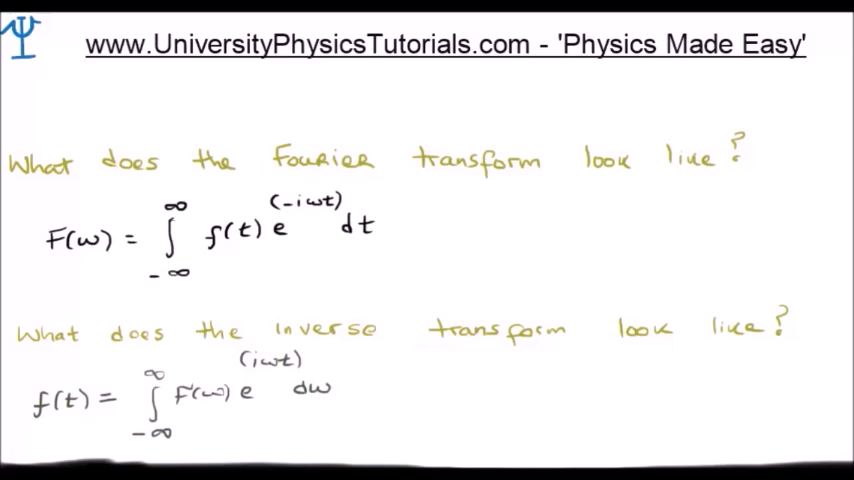 www.UniversityPhysicsTutorials.com - 'Physics Made Easy'
What does the Fourier transform look like?
F(ω) = ∫_{-∞}^{∞} f(t) e^{(-iωt)} dt
What does the inverse transform look like?
f(t) = ∫_{-∞}^{∞} F(ω) e^{(iωt)} dω